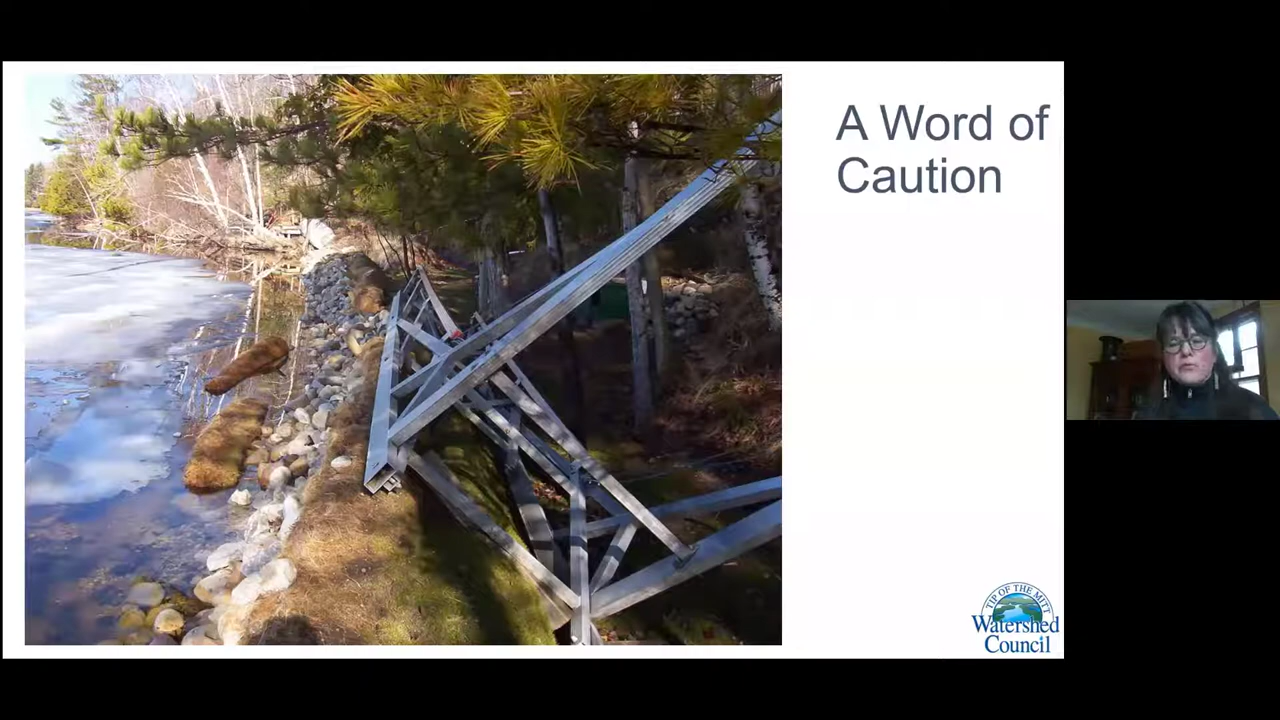 A Word of
Caution
TIP OF THE MITT
Watershed
Council